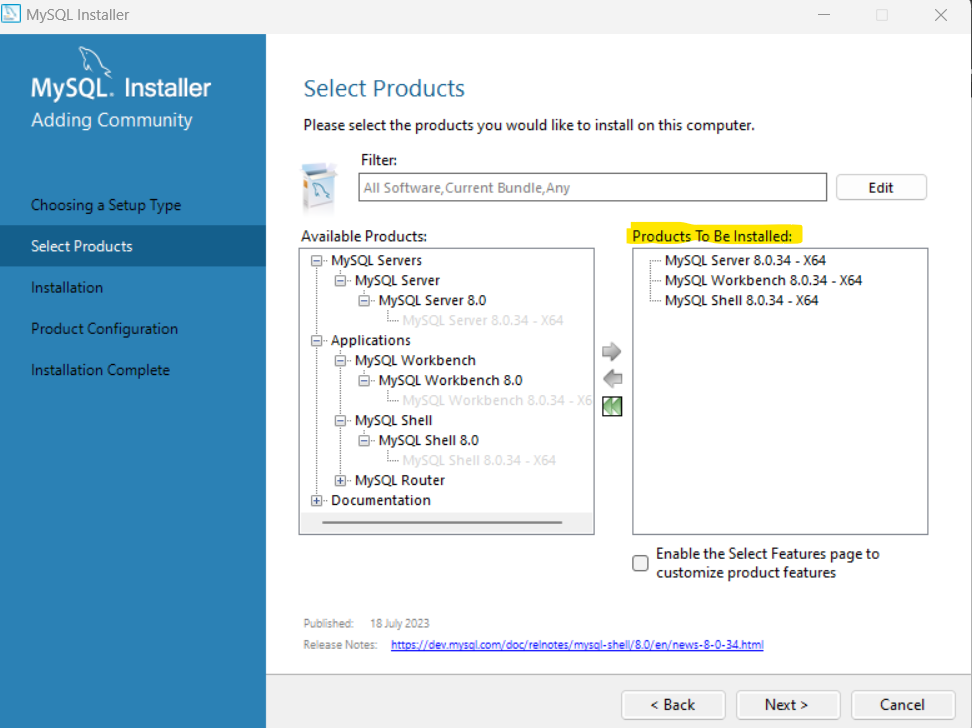 MySQL Installer
MySQL. Installer
Adding Community
Choosing a Setup Type
Select Products
Installation
Product Configuration
Installation Complete
Select Products
Please select the products you would like to install on this computer.
Filter:
All Software,Current Bundle,Any
Edit
Available Products:
MySQL Servers
MySQL Server
MySQL Server 8.0
MySQL Server 8.0.34 - X64
Applications
MySQL Workbench
MySQL Workbench 8.0
MySQL Workbench 8.0.34 - X6
MySQL Shell
MySQL Shell 8.0
MySQL Shell 8.0.34 - X64
MySQL Router
Documentation
Products To Be Installed:
MySQL Server 8.0.34 - X64
MySQL Workbench 8.0.34 - X64
MySQL Shell 8.0.34 - X64
Enable the Select Features page to
customize product features
Published: 18 July 2023
Release Notes: https://dev.mysql.com/doc/relnotes/mysql-shell/8.0/en/news-8-0-34.html
< Back
Next >
Cancel